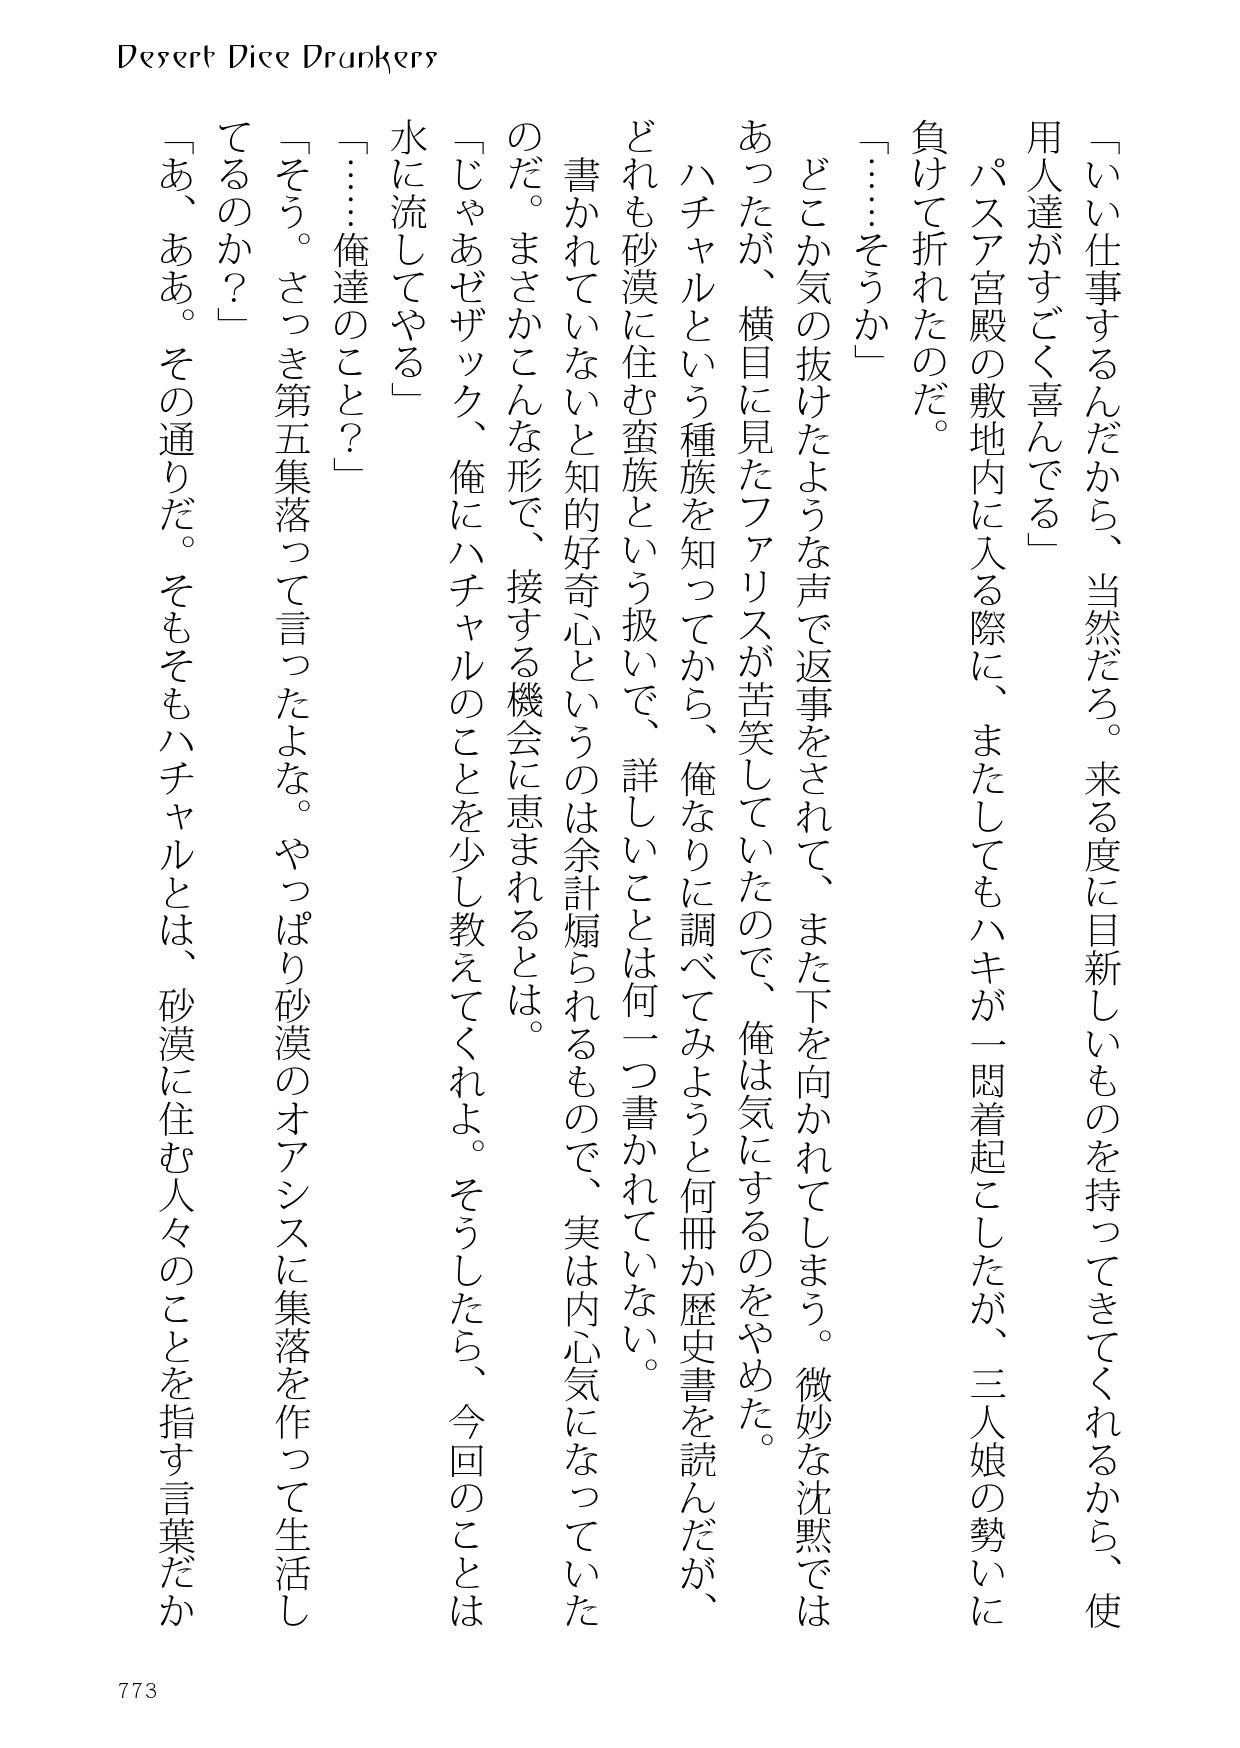 Desert Dice Drunkers
「いい仕事するんだから、当然だろ。来る度に目新しいものを持ってきてくれるから、使
用人達がすごく喜んでる」
　パスア宮殿の敷地内に入る際に、またしてもハキが一悶着起こしたが、三人娘の勢いに
負けて折れたのだ。
「……そうか」
　どこか気の抜けたような声で返事をされて、また下を向かれてしまう。微妙な沈黙では
あったが、横目に見たファリスが苦笑していたので、俺は気にするのをやめた。
　ハチャルという種族を知ってから、俺なりに調べてみようと何冊か歴史書を読んだが、
どれも砂漠に住む蛮族という扱いで、詳しいことは何一つ書かれていない。
　書かれていないと知的好奇心というのは余計煽られるもので、実は内心気になっていた
のだ。まさかこんな形で、接する機会に恵まれるとは。
「じゃあゼザック、俺にハチャルのことを少し教えてくれよ。そうしたら、今回のことは
水に流してやる」
「……俺達のこと？」
「そう。さっき第五集落って言ったよな。やっぱり砂漠のオアシスに集落を作って生活し
てるのか？」
「あ、ああ。その通りだ。そもそもハチャルとは、砂漠に住む人々のことを指す言葉だか
773